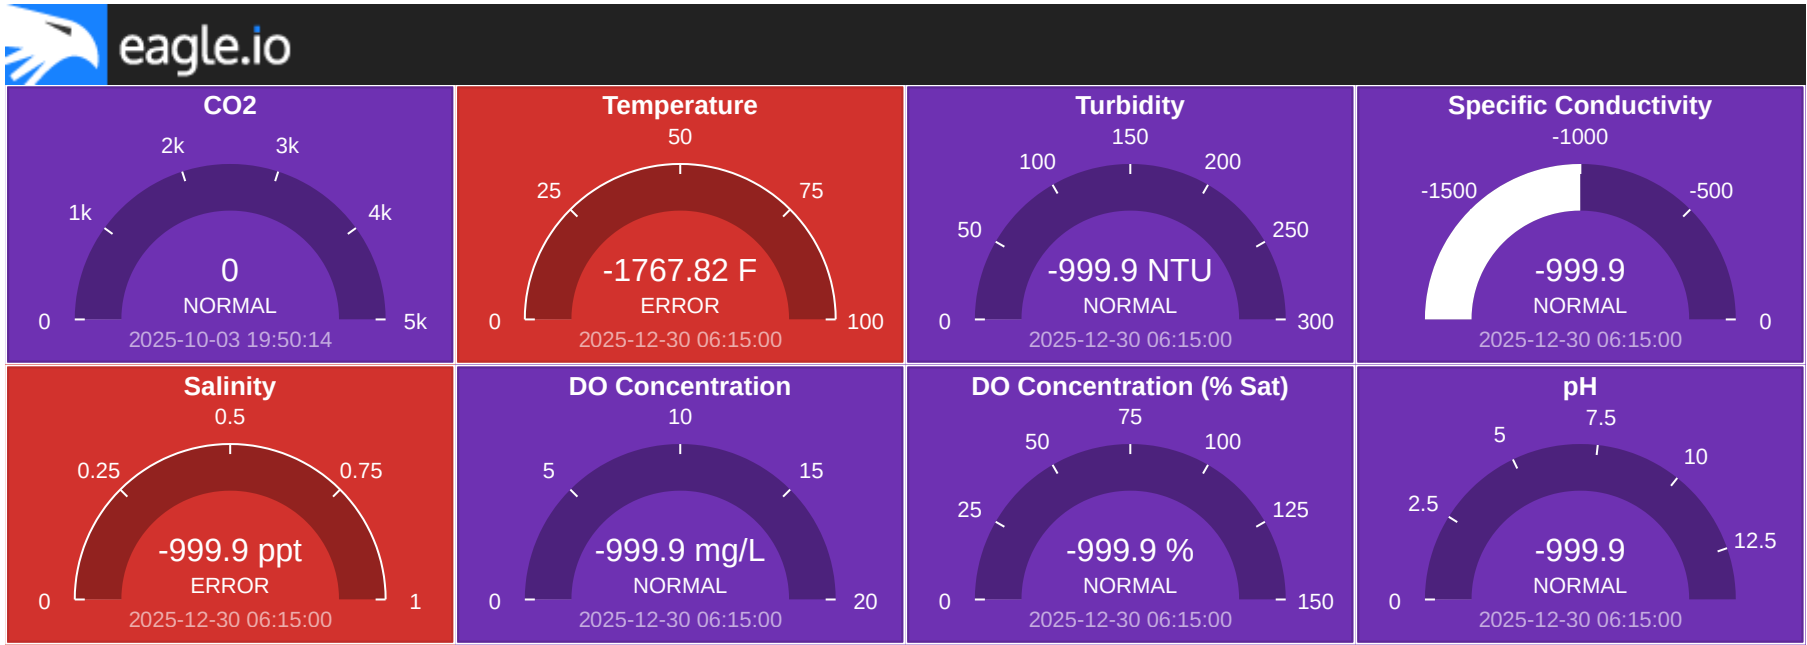 eagle.io
CO2
2k
3k
1k
4k
0
NORMAL
0
5k
2025-10-03 19:50:14
Temperature
50
25
75
-1767.82 F
ERROR
0
100
2025-12-30 06:15:00
Turbidity
150
100
200
50
250
-999.9 NTU
NORMAL
0
300
2025-12-30 06:15:00
Specific Conductivity
-1000
-1500
-500
-999.9
NORMAL
0
2025-12-30 06:15:00
Salinity
0.5
0.25
0.75
-999.9 ppt
ERROR
0
1
2025-12-30 06:15:00
DO Concentration
10
5
15
-999.9 mg/L
NORMAL
0
20
2025-12-30 06:15:00
DO Concentration (% Sat)
75
50
100
25
125
-999.9 %
NORMAL
0
150
2025-12-30 06:15:00
pH
7.5
5
10
2.5
12.5
-999.9
NORMAL
0
2025-12-30 06:15:00